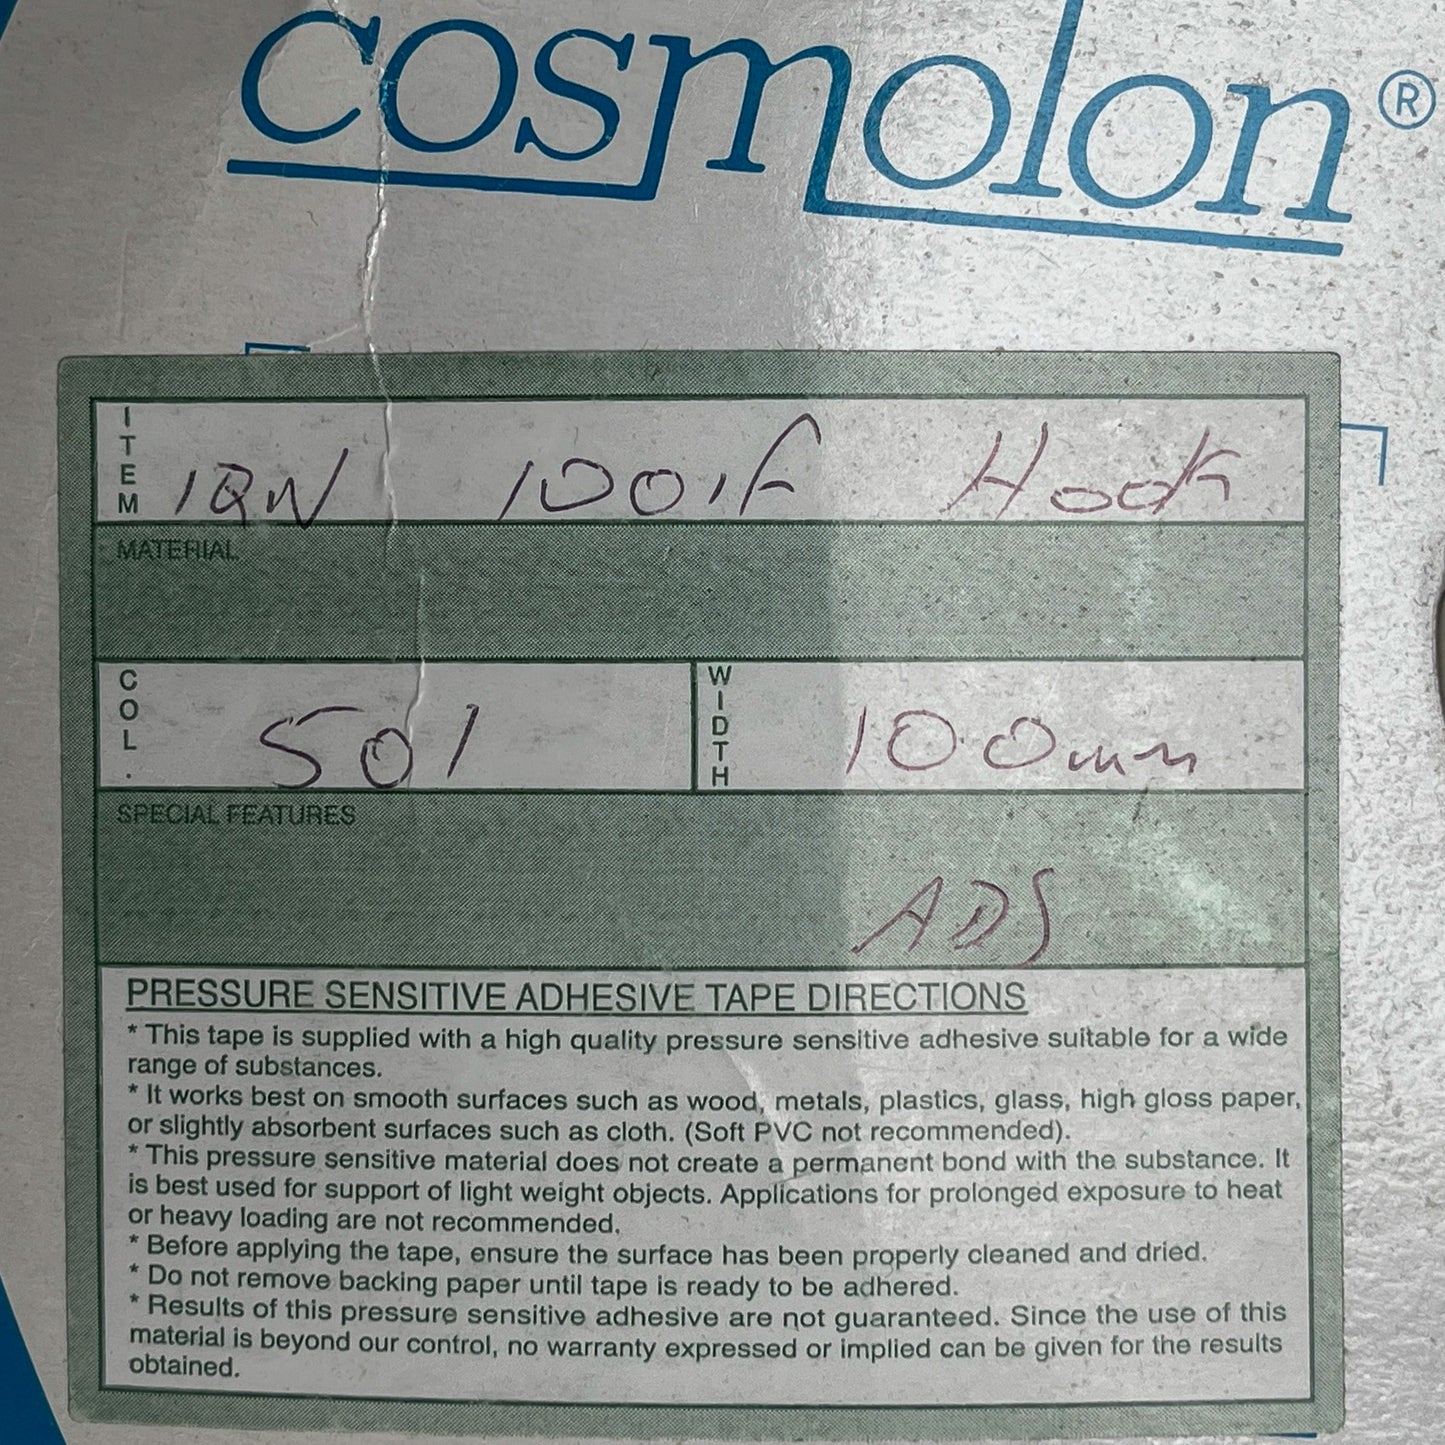 cosmolon®
ITEM 1QN 1001F Hook
MATERIAL
COL. 501 WIDTH 100mm
SPECIAL FEATURES
ADS
PRESSURE SENSITIVE ADHESIVE TAPE DIRECTIONS
* This tape is supplied with a high quality pressure sensitive adhesive suitable for a wide
range of substances.
* It works best on smooth surfaces such as wood, metals, plastics, glass, high gloss paper,
or slightly absorbent surfaces such as cloth. (Soft PVC not recommended).
* This pressure sensitive material does not create a permanent bond with the substance. It
is best used for support of light weight objects. Applications for prolonged exposure to heat
or heavy loading are not recommended.
* Before applying the tape, ensure the surface has been properly cleaned and dried.
* Do not remove backing paper until tape is ready to be adhered.
* Results of this pressure sensitive adhesive are not guaranteed. Since the use of this
material is beyond our control, no warranty expressed or implied can be given for the results
obtained.